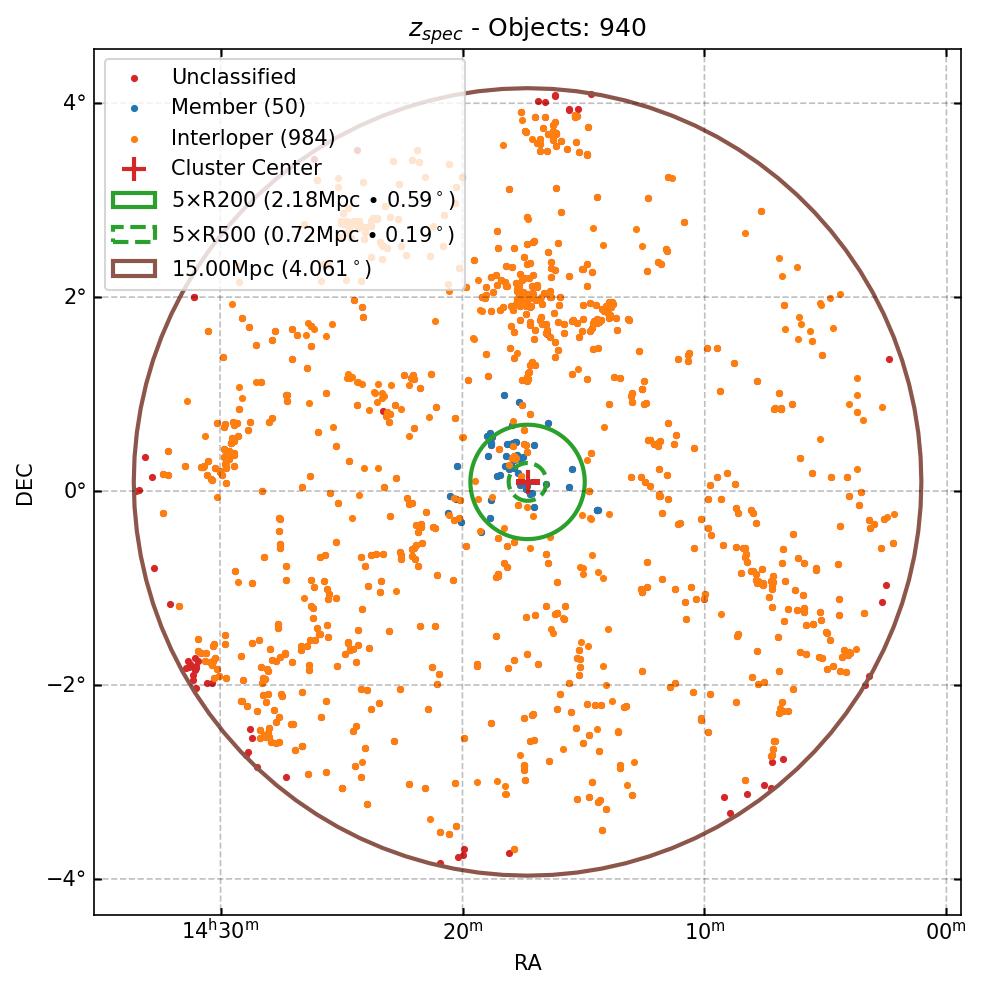 z_spec - Objects: 940
Unclassified
Member (50)
Interloper (984)
Cluster Center
5×R200 (2.18Mpc • 0.59°)
5×R500 (0.72Mpc • 0.19°)
15.00Mpc (4.061°)
4°
2°
0°
−2°
−4°
DEC
14ʰ30ᵐ 20ᵐ 10ᵐ 00ᵐ
RA